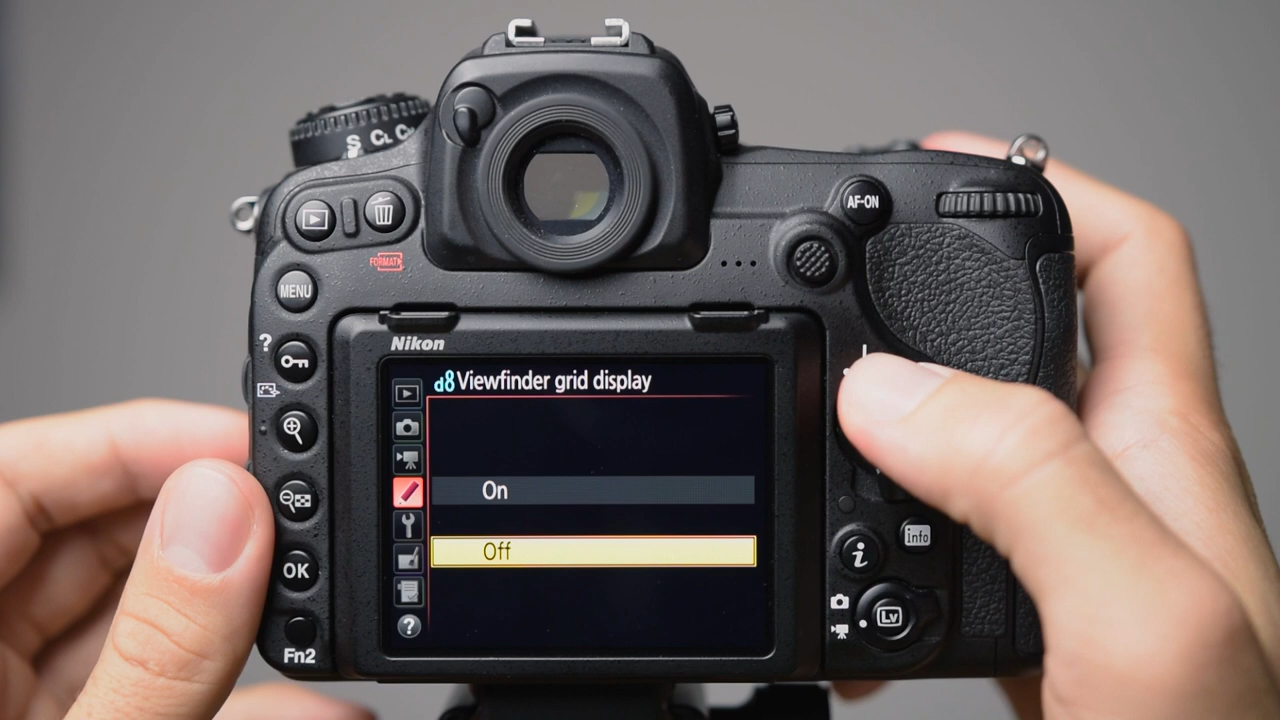 S CL CH
AF-ON
FORMAT
MENU
Nikon
?
d8 Viewfinder grid display
On
Off
?
OK
i
info
Lv
Fn2